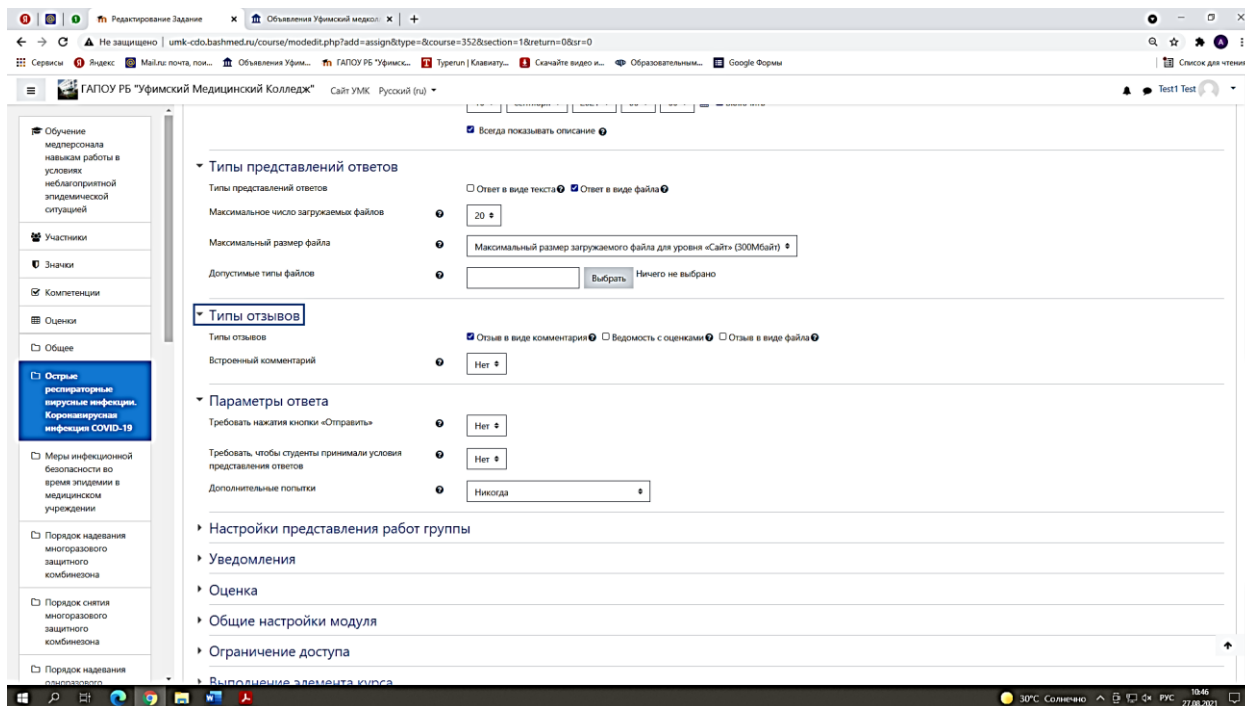 Редактирование Задание
Объявления Уфимский медкол
Не защищено | umk-cdo.bashmed.ru/course/modedit.php?add=assign&type=&course=352&section=1&return=0&sr=0
Сервисы Яндекс Mail.ru: почта, пои... Объявления Уфим... ГАПОУ РБ "Уфимск... Typerun | Клавиату... Скачайте видео и... Образовательным... Google Формы Список для чтения
ГАПОУ РБ "Уфимский Медицинский Колледж" Сайт УМК Русский (ru) Test1 Test
Обучение
медперсонала
навыкам работы в
условиях
неблагоприятной
эпидемической
ситуацией
Участники
Значки
Компетенции
Оценки
Общее
Острые
респираторные
вирусные инфекции.
Коронавирусная
инфекция COVID-19
Меры инфекционной
безопасности во
время эпидемии в
медицинском
учреждении
Порядок надевания
многоразового
защитного
комбинезона
Порядок снятия
многоразового
защитного
комбинезона
Порядок надевания
одноразового
Всегда показывать описание
Типы представлений ответов
Типы представлений ответов Ответ в виде текста Ответ в виде файла
Максимальное число загружаемых файлов 20
Максимальный размер файла Максимальный размер загружаемого файла для уровня «Сайт» (300Мбайт)
Допустимые типы файлов Выбрать Ничего не выбрано
Типы отзывов
Типы отзывов Отзыв в виде комментария Ведомость с оценками Отзыв в виде файла
Встроенный комментарий Нет
Параметры ответа
Требовать нажатия кнопки «Отправить» Нет
Требовать, чтобы студенты принимали условия
представления ответов Нет
Дополнительные попытки Никогда
Настройки представления работ группы
Уведомления
Оценка
Общие настройки модуля
Ограничение доступа
Выполнение элемента курса
30°C Солнечно РУС 10:46
27.08.2021